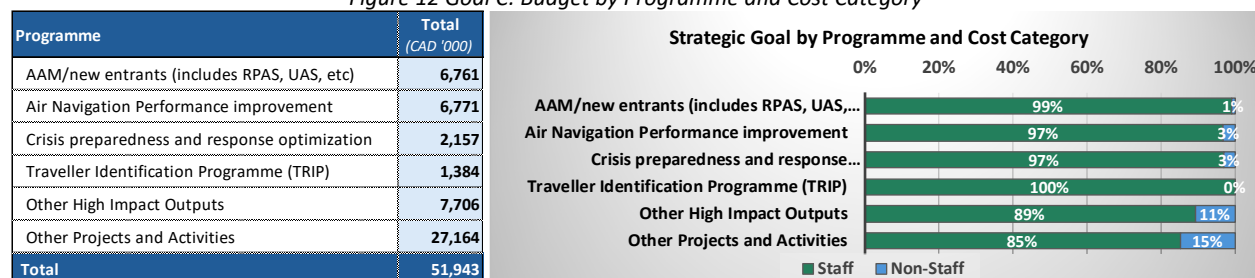 Figure 12 Goal C: Budget by Programme and Cost Category
Programme Total
(CAD '000)
AAM/new entrants (includes RPAS, UAS, etc) 6,761
Air Navigation Performance improvement 6,771
Crisis preparedness and response optimization 2,157
Traveller Identification Programme (TRIP) 1,384
Other High Impact Outputs 7,706
Other Projects and Activities 27,164
Total 51,943
Strategic Goal by Programme and Cost Category
0% 20% 40% 60% 80% 100%
AAM/new entrants (includes RPAS, UAS,... 99% 1%
Air Navigation Performance improvement 97% 3%
Crisis preparedness and response... 97% 3%
Traveller Identification Programme (TRIP) 100% 0%
Other High Impact Outputs 89% 11%
Other Projects and Activities 85% 15%
Staff Non-Staff